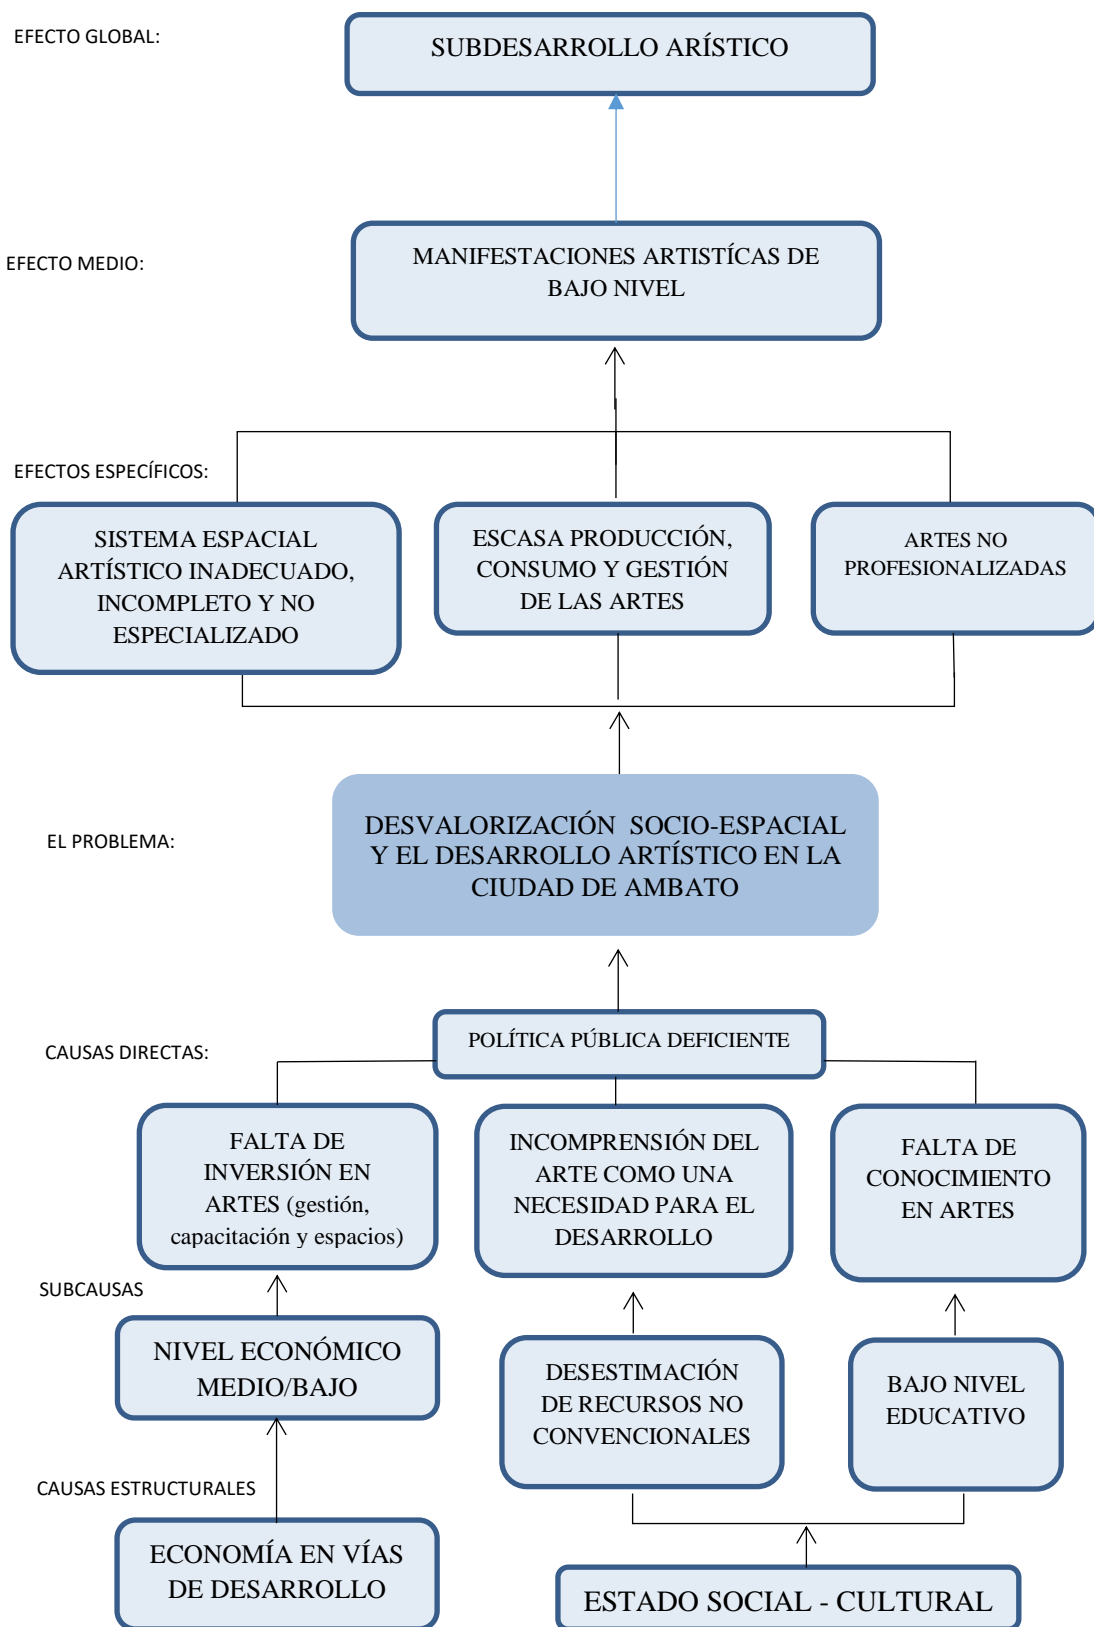 EFECTO GLOBAL:
SUBDESARROLLO ARÍSTICO
EFECTO MEDIO:
MANIFESTACIONES ARTISTÍCAS DE
BAJO NIVEL
EFECTOS ESPECÍFICOS:
SISTEMA ESPACIAL
ARTÍSTICO INADECUADO,
INCOMPLETO Y NO
ESPECIALIZADO
ESCASA PRODUCCIÓN,
CONSUMO Y GESTIÓN
DE LAS ARTES
ARTES NO
PROFESIONALIZADAS
EL PROBLEMA:
DESVALORIZACIÓN SOCIO-ESPACIAL
Y EL DESARROLLO ARTÍSTICO EN LA
CIUDAD DE AMBATO
CAUSAS DIRECTAS:
POLÍTICA PÚBLICA DEFICIENTE
FALTA DE
INVERSIÓN EN
ARTES (gestión,
capacitación y espacios)
INCOMPRENSIÓN DEL
ARTE COMO UNA
NECESIDAD PARA EL
DESARROLLO
FALTA DE
CONOCIMIENTO
EN ARTES
SUBCAUSAS
NIVEL ECONÓMICO
MEDIO/BAJO
DESESTIMACIÓN
DE RECURSOS NO
CONVENCIONALES
BAJO NIVEL
EDUCATIVO
CAUSAS ESTRUCTURALES
ECONOMÍA EN VÍAS
DE DESARROLLO
ESTADO SOCIAL - CULTURAL